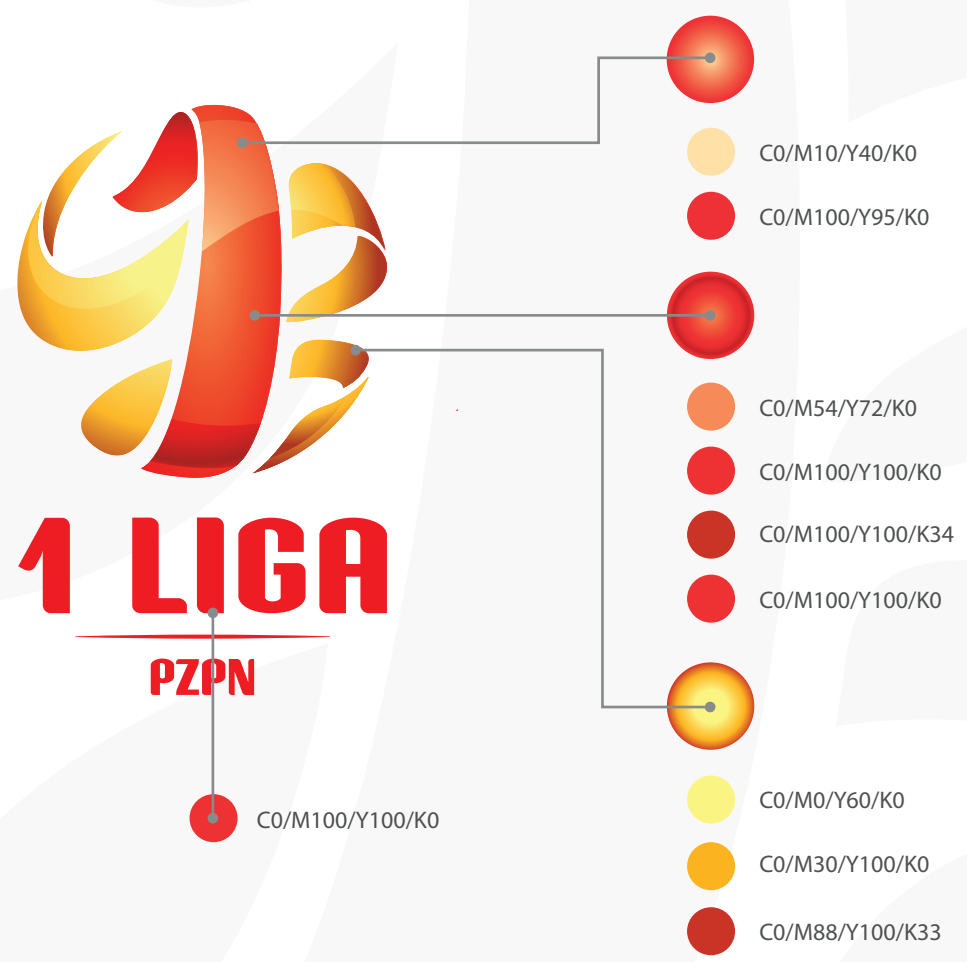 C0/M10/Y40/K0
C0/M100/Y95/K0
C0/M54/Y72/K0
C0/M100/Y100/K0
C0/M100/Y100/K34
C0/M100/Y100/K0
1 LIGA
PZPN
C0/M0/Y60/K0
C0/M100/Y100/K0
C0/M30/Y100/K0
C0/M88/Y100/K33